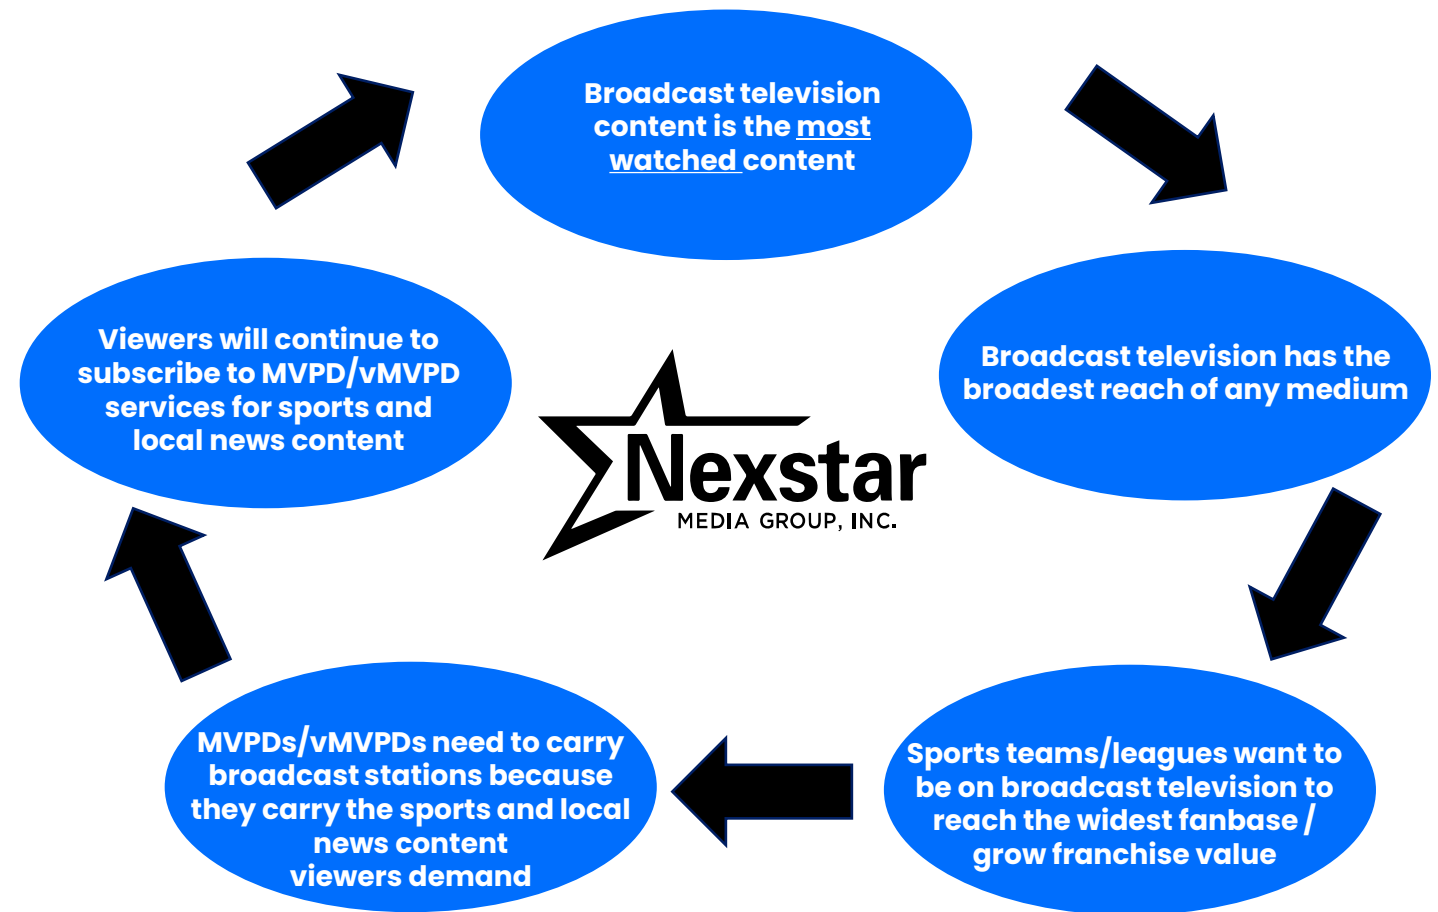 Broadcast television
content is the most
watched content
Broadcast television has the
broadest reach of any medium
Sports teams/leagues want to
be on broadcast television to
reach the widest fanbase /
grow franchise value
MVPDs/vMVPDs need to carry
broadcast stations because
they carry the sports and local
news content
viewers demand
Viewers will continue to
subscribe to MVPD/vMVPD
services for sports and
local news content
Nexstar
MEDIA GROUP, INC.